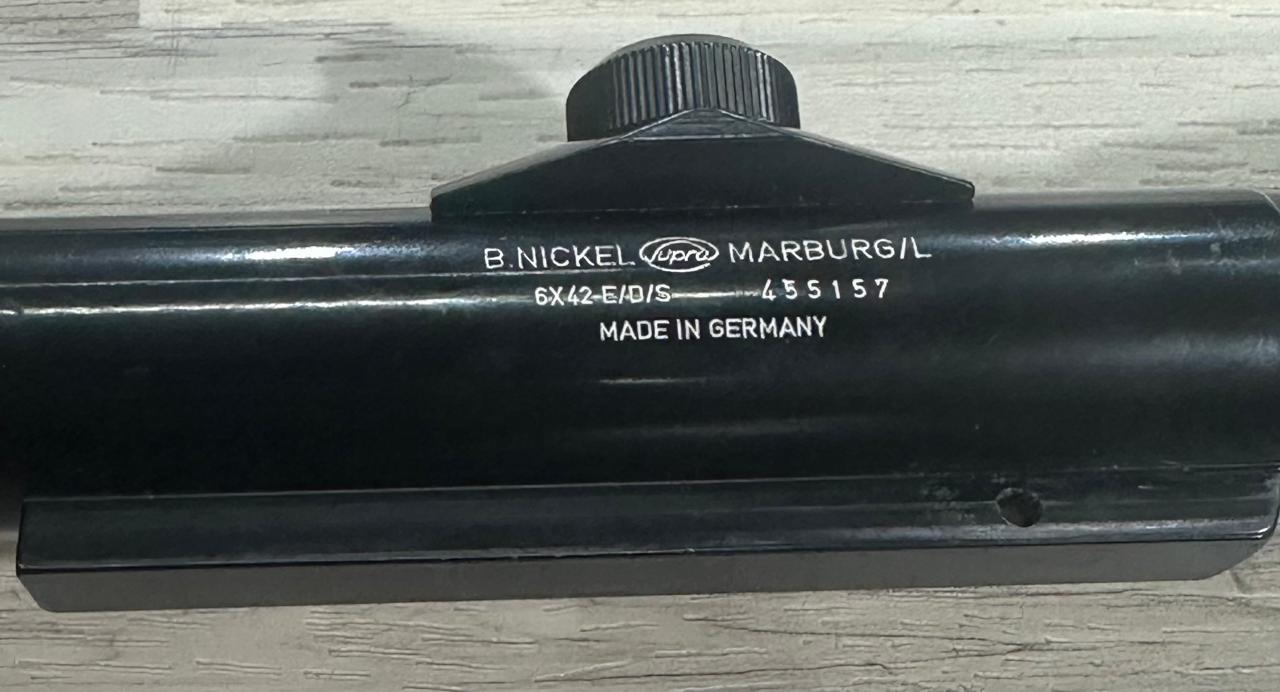 B.NICKEL Supra MARBURG/L
6X42-E/D/S 455157
MADE IN GERMANY